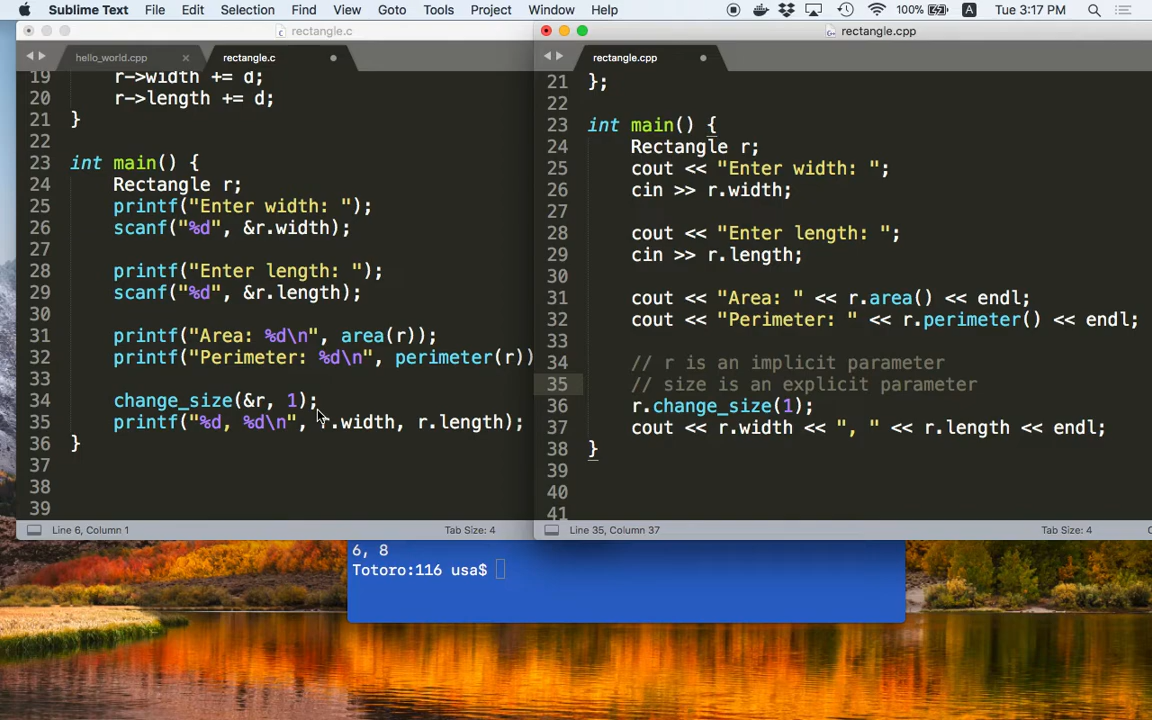 Sublime Text File Edit Selection Find View Goto Tools Project Window Help 100% A Tue 3:17 PM
rectangle.c
hello_world.cpp × rectangle.c
19 r->width += d;
20 r->length += d;
21 }
22
23 int main() {
24 Rectangle r;
25 printf("Enter width: ");
26 scanf("%d", &r.width);
27
28 printf("Enter length: ");
29 scanf("%d", &r.length);
30
31 printf("Area: %d\n", area(r));
32 printf("Perimeter: %d\n", perimeter(r))
33
34 change_size(&r, 1);
35 printf("%d, %d\n", r.width, r.length);
36 }
37
38
39
Line 6, Column 1 Tab Size: 4
rectangle.cpp
rectangle.cpp
21 };
22
23 int main() {
24 Rectangle r;
25 cout << "Enter width: ";
26 cin >> r.width;
27
28 cout << "Enter length: ";
29 cin >> r.length;
30
31 cout << "Area: " << r.area() << endl;
32 cout << "Perimeter: " << r.perimeter() << endl;
33
34 // r is an implicit parameter
35 // size is an explicit parameter
36 r.change_size(1);
37 cout << r.width << ", " << r.length << endl;
38 }
39
40
41
Line 35, Column 37 Tab Size: 4
6, 8
Totoro:116 usa$